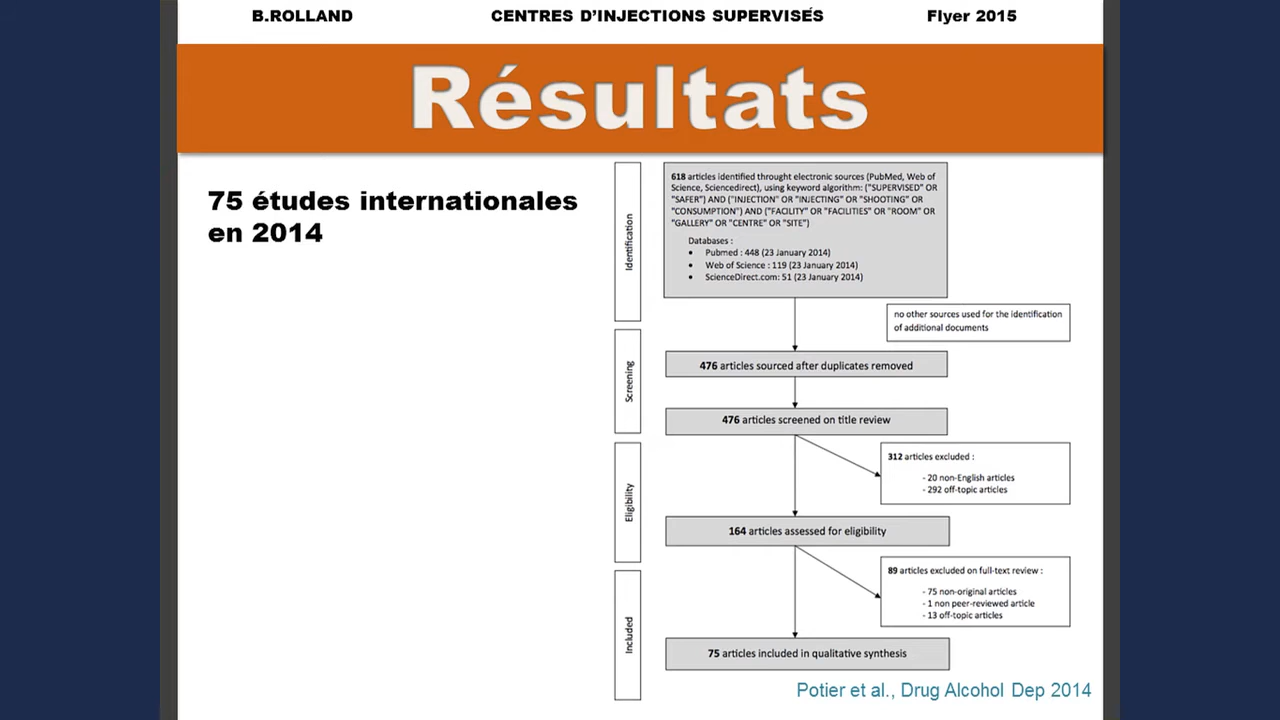 B.ROLLAND CENTRES D’INJECTIONS SUPERVISÉS Flyer 2015
Résultats
75 études internationales
en 2014
Identification
618 articles identified throught electronic sources (PubMed, Web of
Science, Sciencedirect), using keyword algorithm: ("SUPERVISED" OR
"SAFER") AND ("INJECTION" OR "INJECTING" OR "SHOOTING" OR
"CONSUMPTION") AND ("FACILITY" OR "FACILITIES" OR "ROOM" OR
"GALLERY" OR "CENTRE" OR "SITE")
Databases :
• Pubmed : 448 (23 January 2014)
• Web of Science : 119 (23 January 2014)
• ScienceDirect.com: 51 (23 January 2014)
no other sources used for the identification
of additional documents
Screening
476 articles sourced after duplicates removed
476 articles screened on title review
312 articles excluded :
- 20 non-English articles
- 292 off-topic articles
Eligibility
164 articles assessed for eligibility
89 articles excluded on full-text review :
- 75 non-original articles
- 1 non peer-reviewed article
- 13 off-topic articles
Included
75 articles included in qualitative synthesis
Potier et al., Drug Alcohol Dep 2014